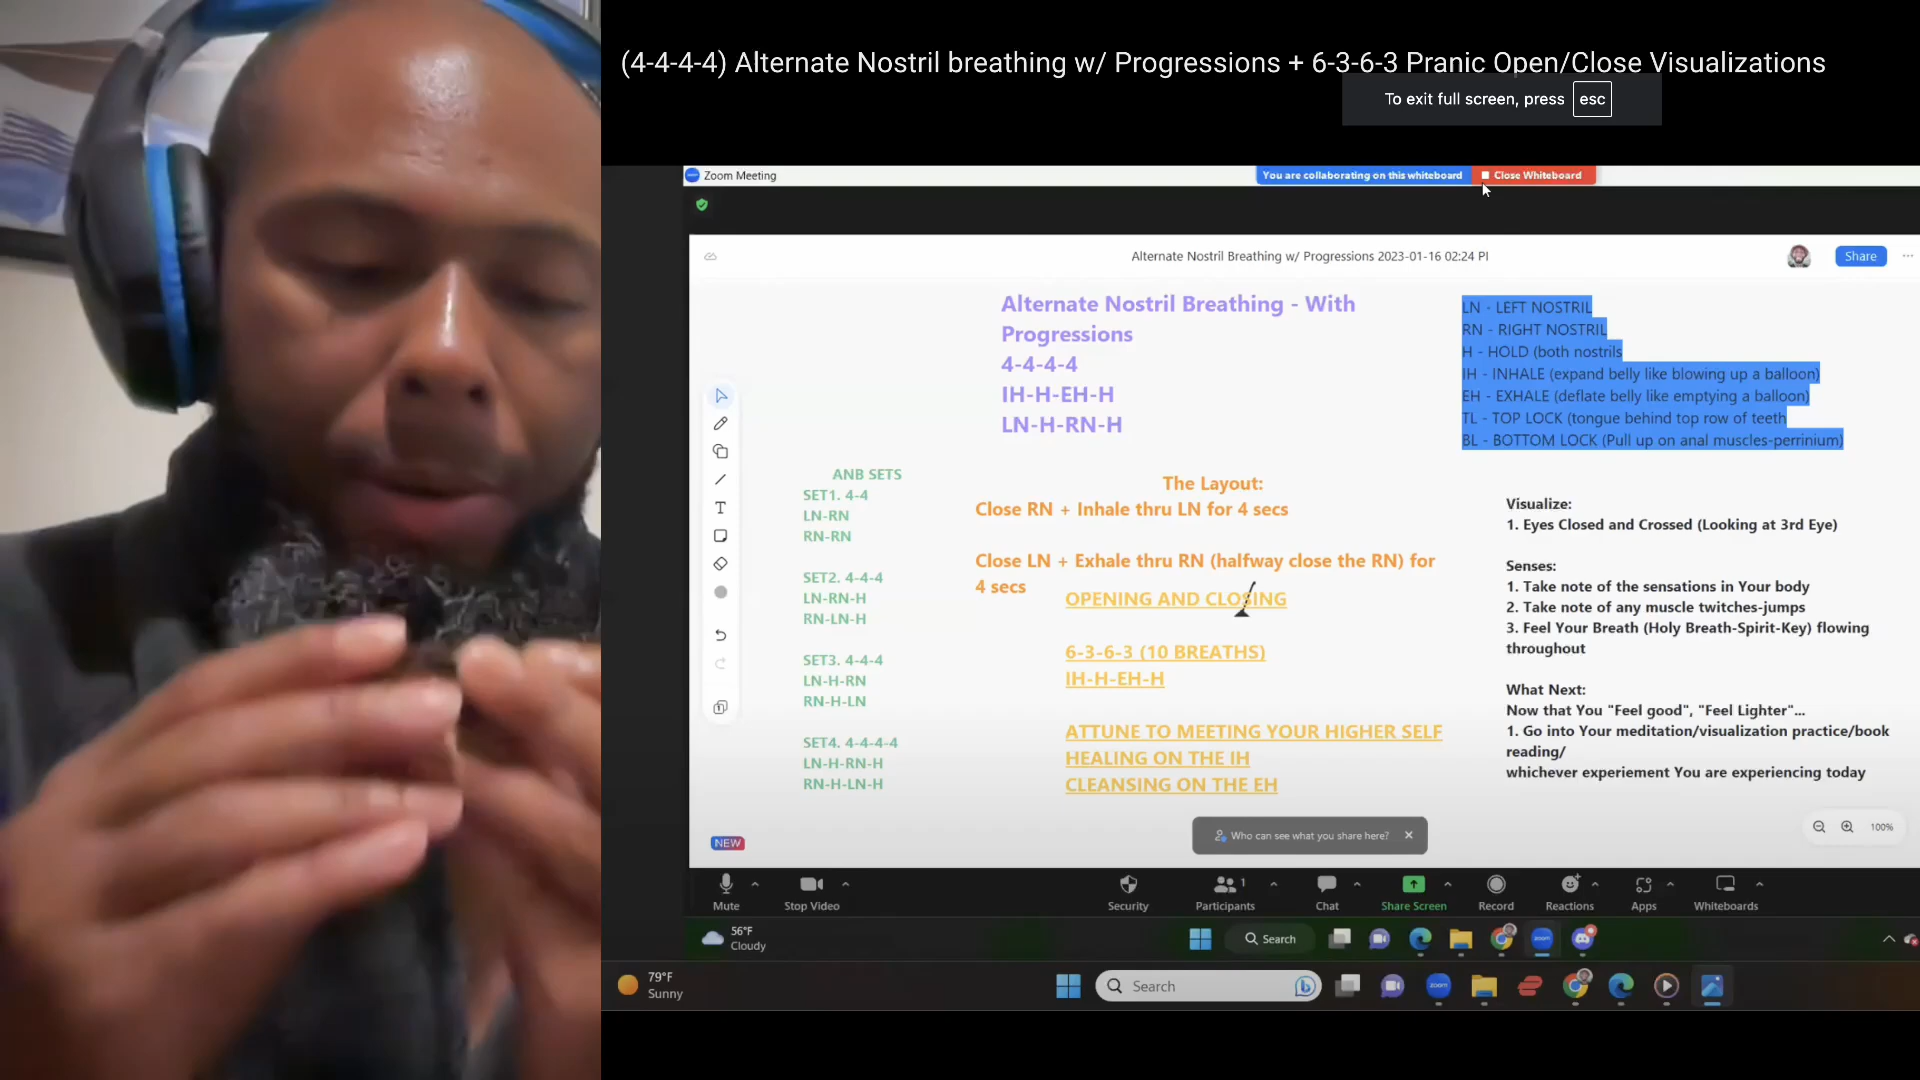 (4-4-4-4) Alternate Nostril breathing w/ Progressions + 6-3-6-3 Pranic Open/Close Visualizations
To exit full screen, press esc
Zoom Meeting
You are collaborating on this whiteboard
Close Whiteboard
Alternate Nostril Breathing w/ Progressions 2023-01-16 02:24 PI
Share
Alternate Nostril Breathing - With
Progressions
4-4-4-4
IH-H-EH-H
LN-H-RN-H
LN - LEFT NOSTRIL
RN - RIGHT NOSTRIL
H - HOLD (both nostrils
IH - INHALE (expand belly like blowing up a balloon)
EH - EXHALE (deflate belly like emptying a balloon)
TL - TOP LOCK (tongue behind top row of teeth
BL - BOTTOM LOCK (Pull up on anal muscles-perrinium)
ANB SETS
SET1. 4-4
LN-RN
RN-RN
SET2. 4-4-4
LN-RN-H
RN-LN-H
SET3. 4-4-4
LN-H-RN
RN-H-LN
SET4. 4-4-4-4
LN-H-RN-H
RN-H-LN-H
The Layout:
Close RN + Inhale thru LN for 4 secs
Close LN + Exhale thru RN (halfway close the RN) for
4 secs
OPENING AND CLOSING
6-3-6-3 (10 BREATHS)
IH-H-EH-H
ATTUNE TO MEETING YOUR HIGHER SELF
HEALING ON THE IH
CLEANSING ON THE EH
Visualize:
1. Eyes Closed and Crossed (Looking at 3rd Eye)
Senses:
1. Take note of the sensations in Your body
2. Take note of any muscle twitches-jumps
3. Feel Your Breath (Holy Breath-Spirit-Key) flowing
throughout
What Next:
Now that You "Feel good", "Feel Lighter"...
1. Go into Your meditation/visualization practice/book
reading/
whichever experiement You are experiencing today
NEW
Who can see what you share here?
100%
Mute
Stop Video
Security
Participants
1
Chat
Share Screen
Record
Reactions
Apps
Whiteboards
56°F
Cloudy
Search
zoom
79°F
Sunny
Search
zoom